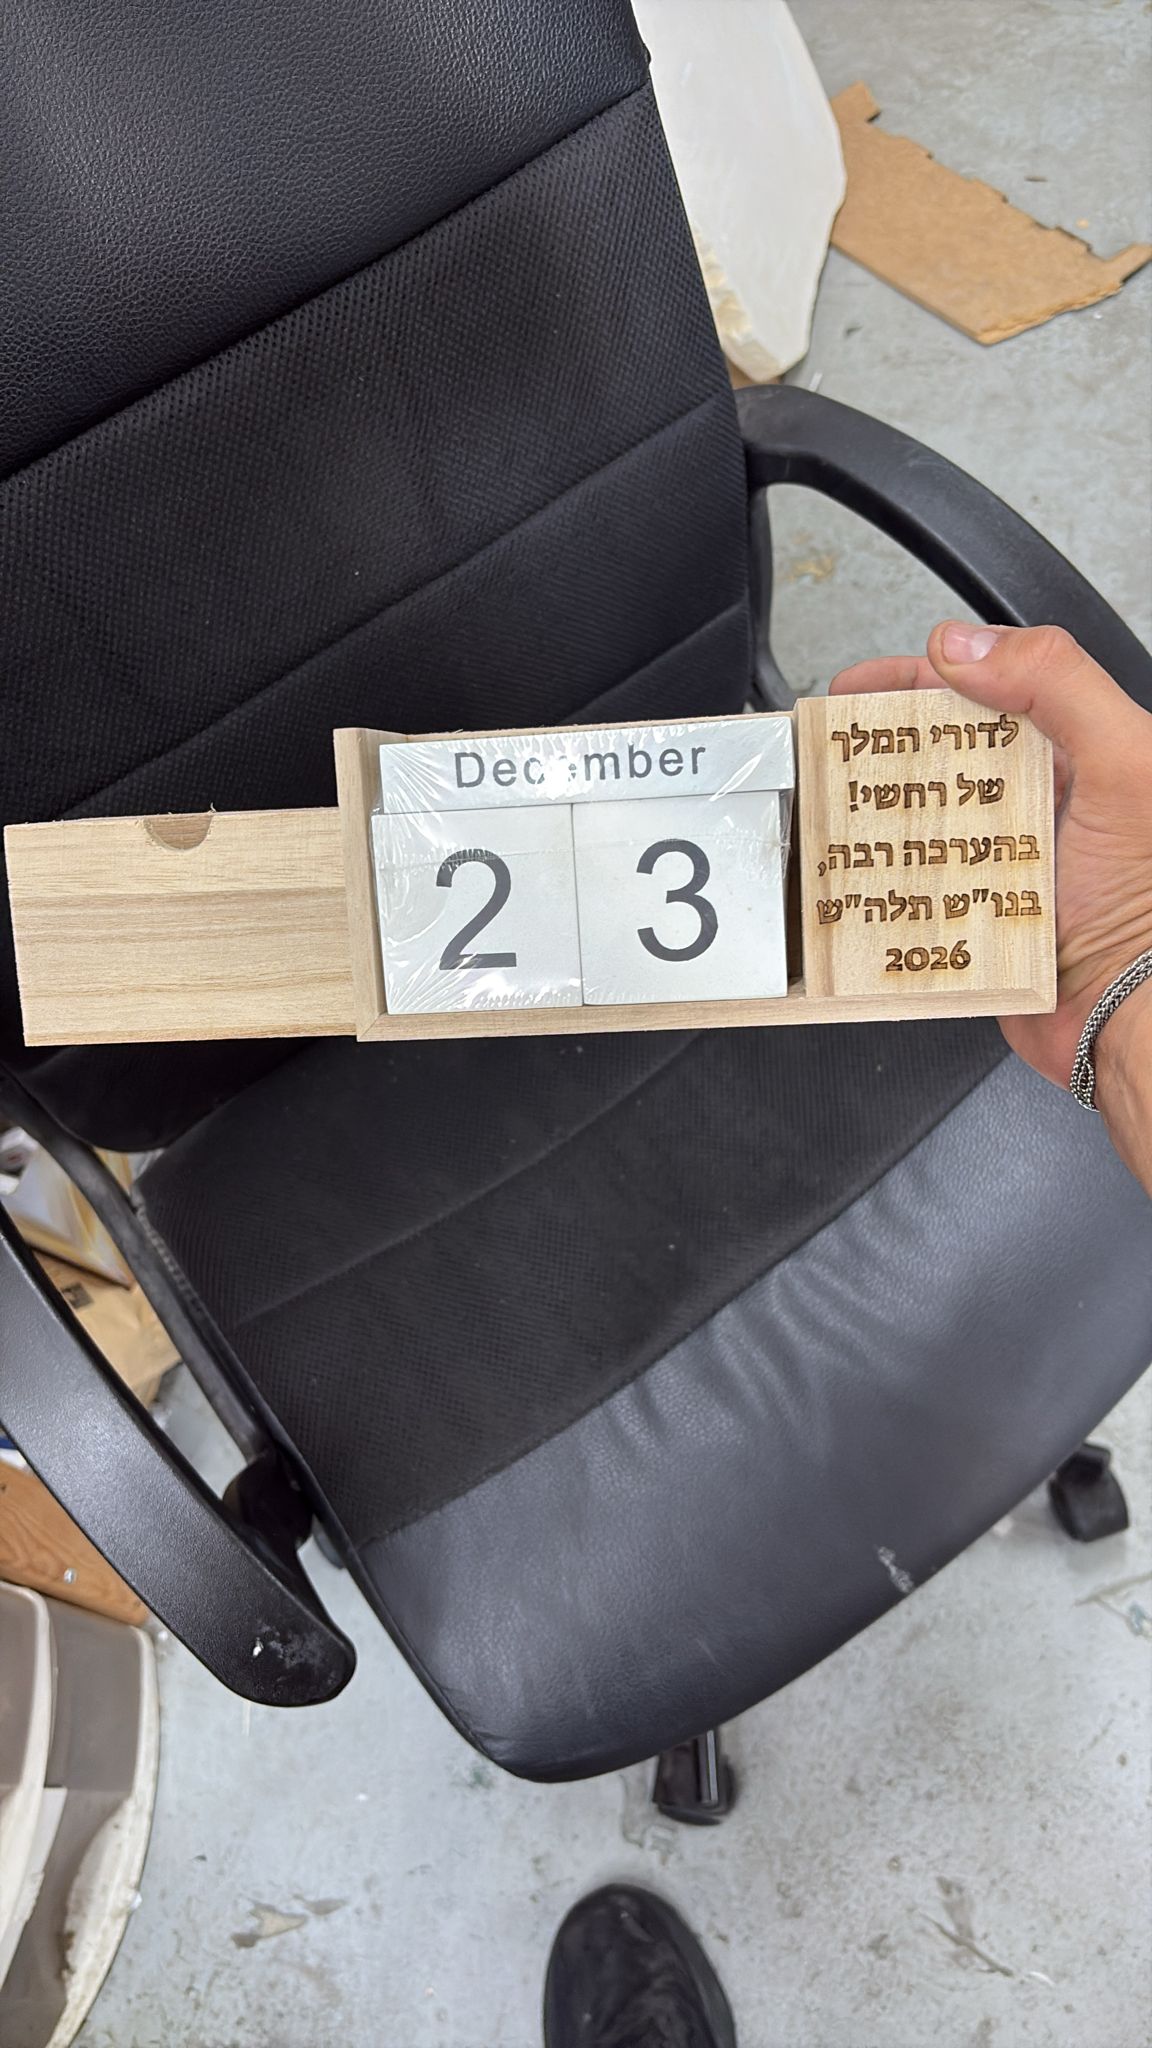 December
2 3
לדורי המלך
של רחשי!
בהערכה רבה,
בנו"ש תלה"ש
2026